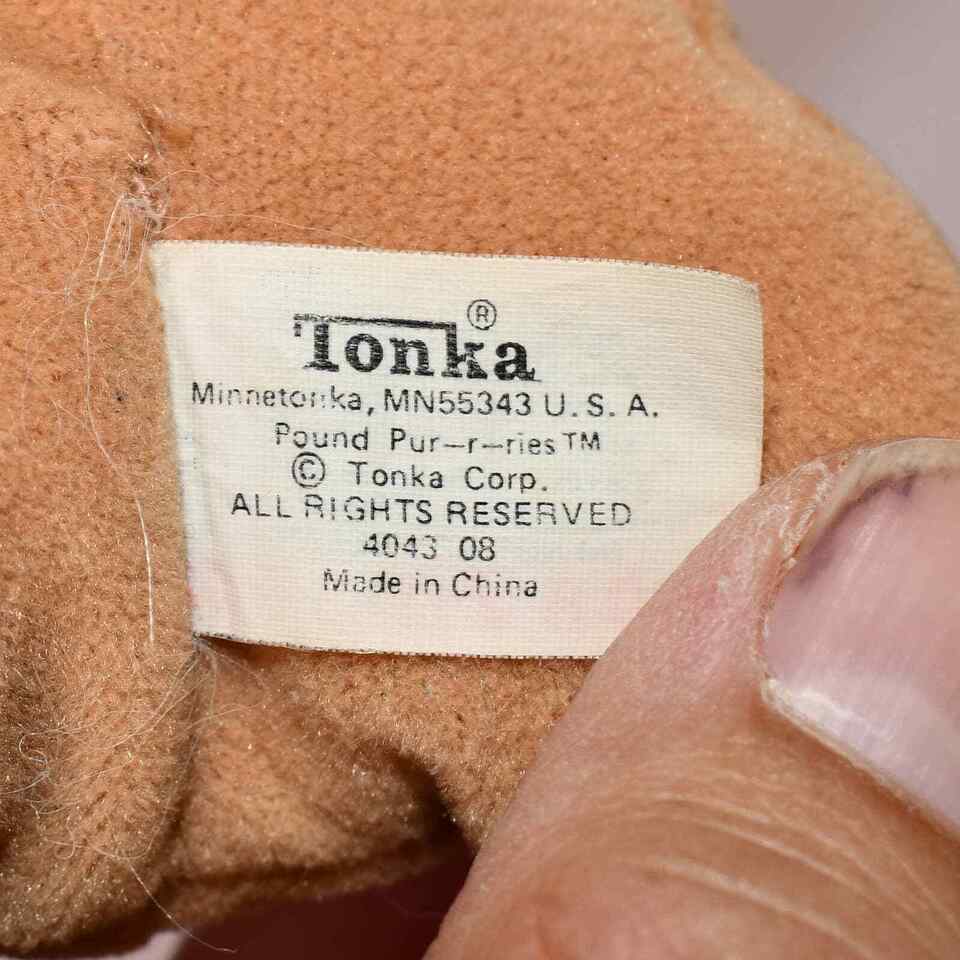 Tonka®
Minnetonka, MN55343 U. S. A.
Pound Pur-r-ries™
© Tonka Corp.
ALL RIGHTS RESERVED
4043 08
Made in China